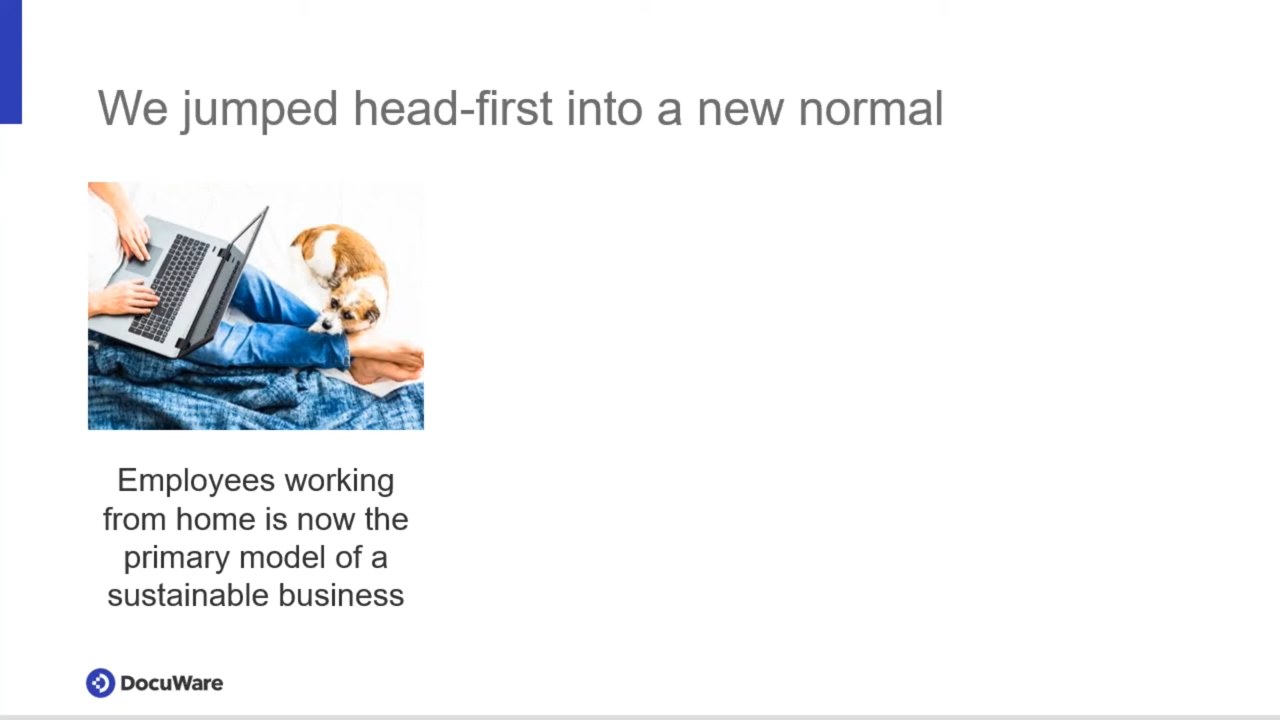 We jumped head-first into a new normal
Employees working
from home is now the
primary model of a
sustainable business
DocuWare